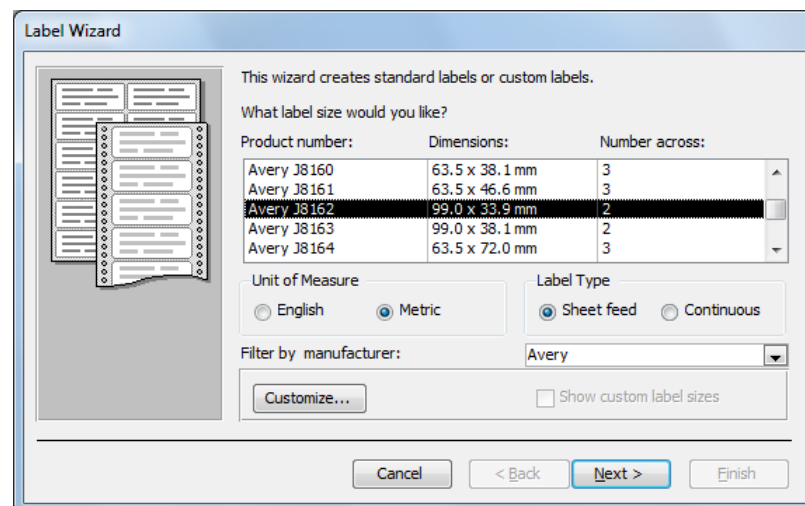 Label Wizard
This wizard creates standard labels or custom labels.
What label size would you like?
Product number: Dimensions: Number across:
Avery J8160 63.5 x 38.1 mm 3
Avery J8161 63.5 x 46.6 mm 3
Avery J8162 99.0 x 33.9 mm 2
Avery J8163 99.0 x 38.1 mm 2
Avery J8164 63.5 x 72.0 mm 3
Unit of Measure Label Type
English Metric Sheet feed Continuous
Filter by manufacturer: Avery
Customize... Show custom label sizes
Cancel < Back Next > Finish